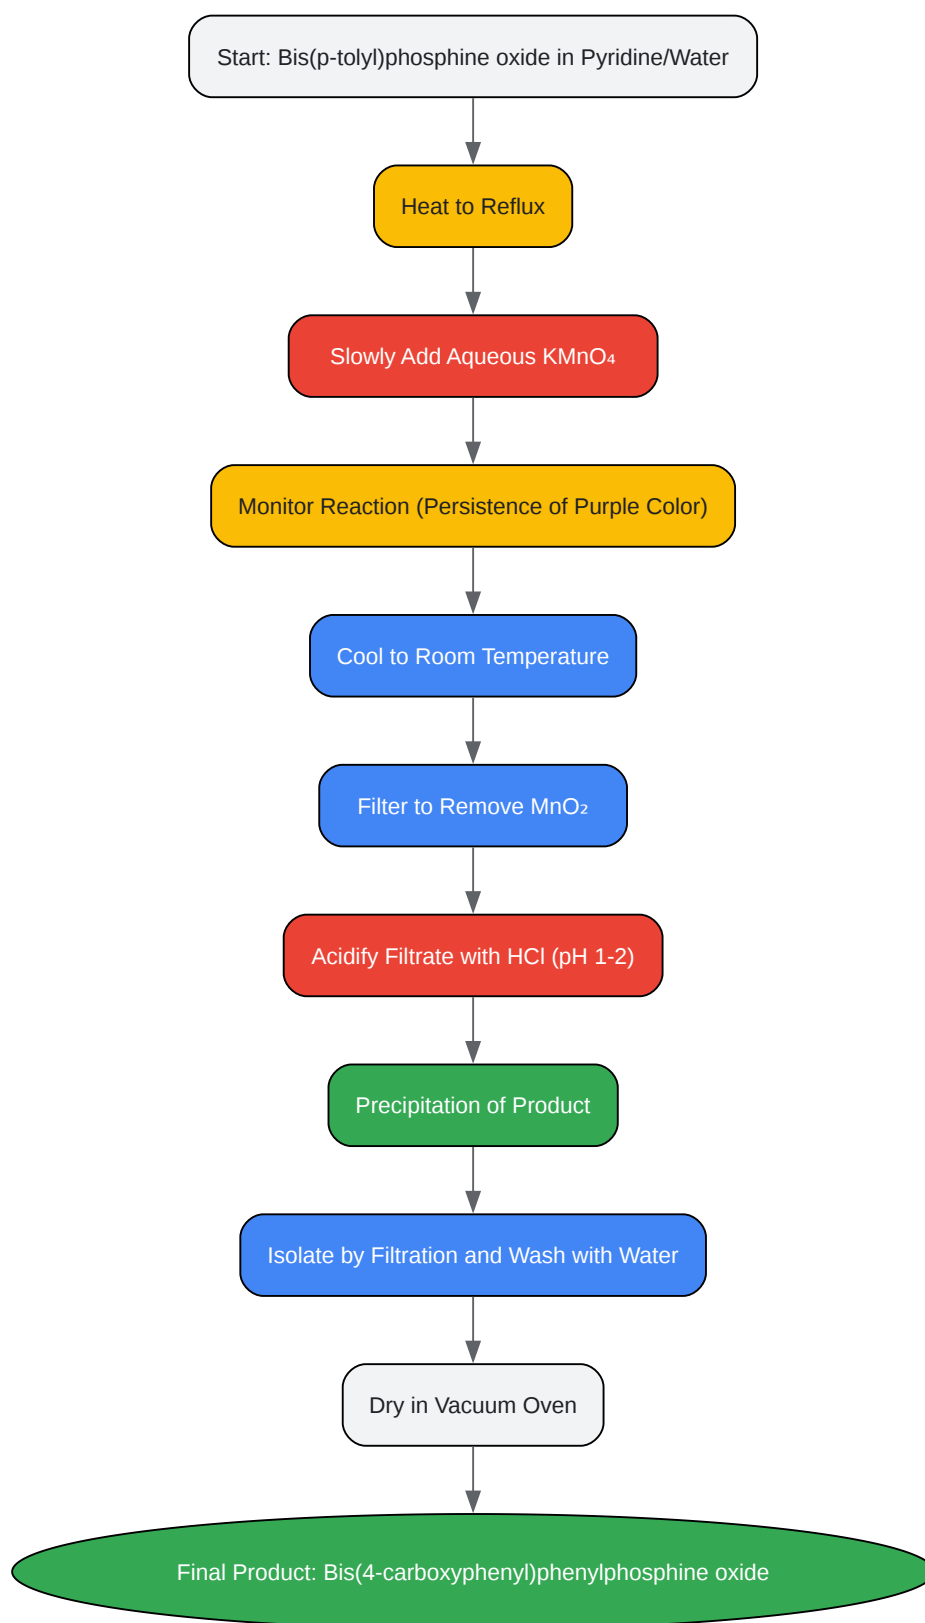 Start: Bis(p-tolyl)phosphine oxide in Pyridine/Water
Heat to Reflux
Slowly Add Aqueous KMnO₄
Monitor Reaction (Persistence of Purple Color)
Cool to Room Temperature
Filter to Remove MnO₂
Acidify Filtrate with HCl (pH 1-2)
Precipitation of Product
Isolate by Filtration and Wash with Water
Dry in Vacuum Oven
Final Product: Bis(4-carboxyphenyl)phenylphosphine oxide